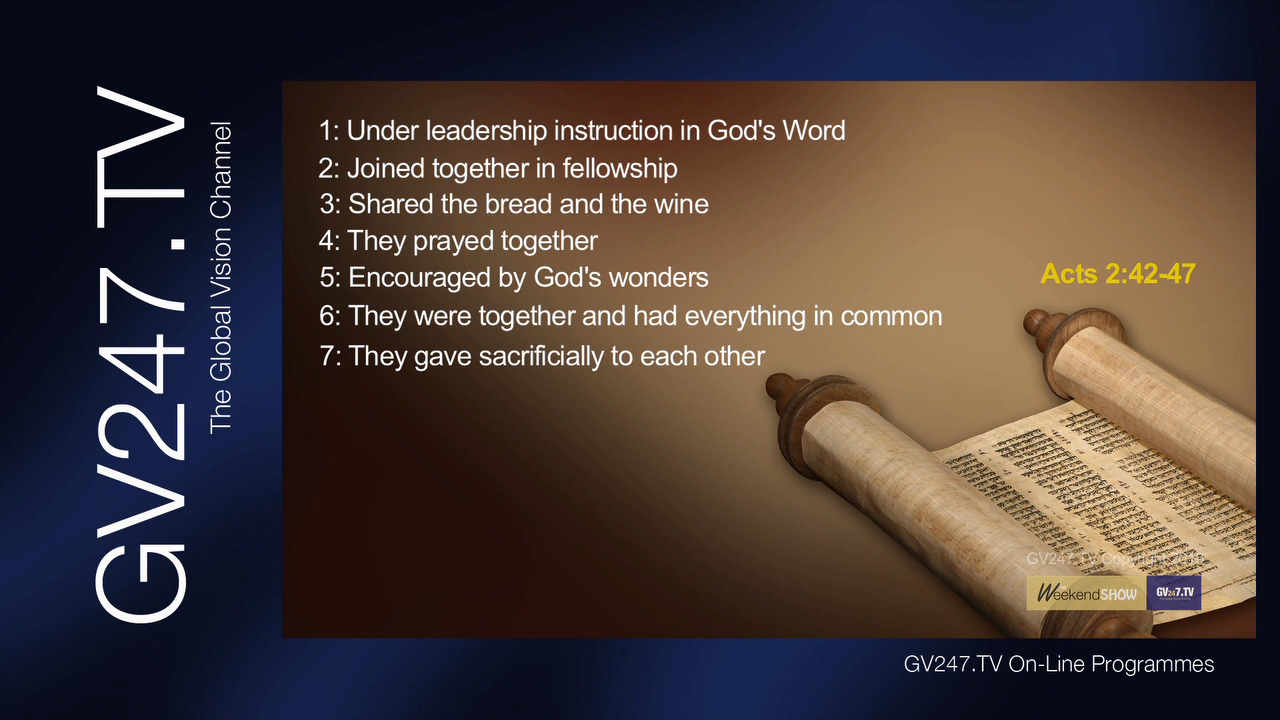 GV247.TV
The Global Vision Channel
1: Under leadership instruction in God's Word
2: Joined together in fellowship
3: Shared the bread and the wine
4: They prayed together
5: Encouraged by God's wonders
6: They were together and had everything in common
7: They gave sacrificially to each other
Acts 2:42-47
GV247.TV Copyright
WeekendSHOW
GV247.TV
GV247.TV On-Line Programmes